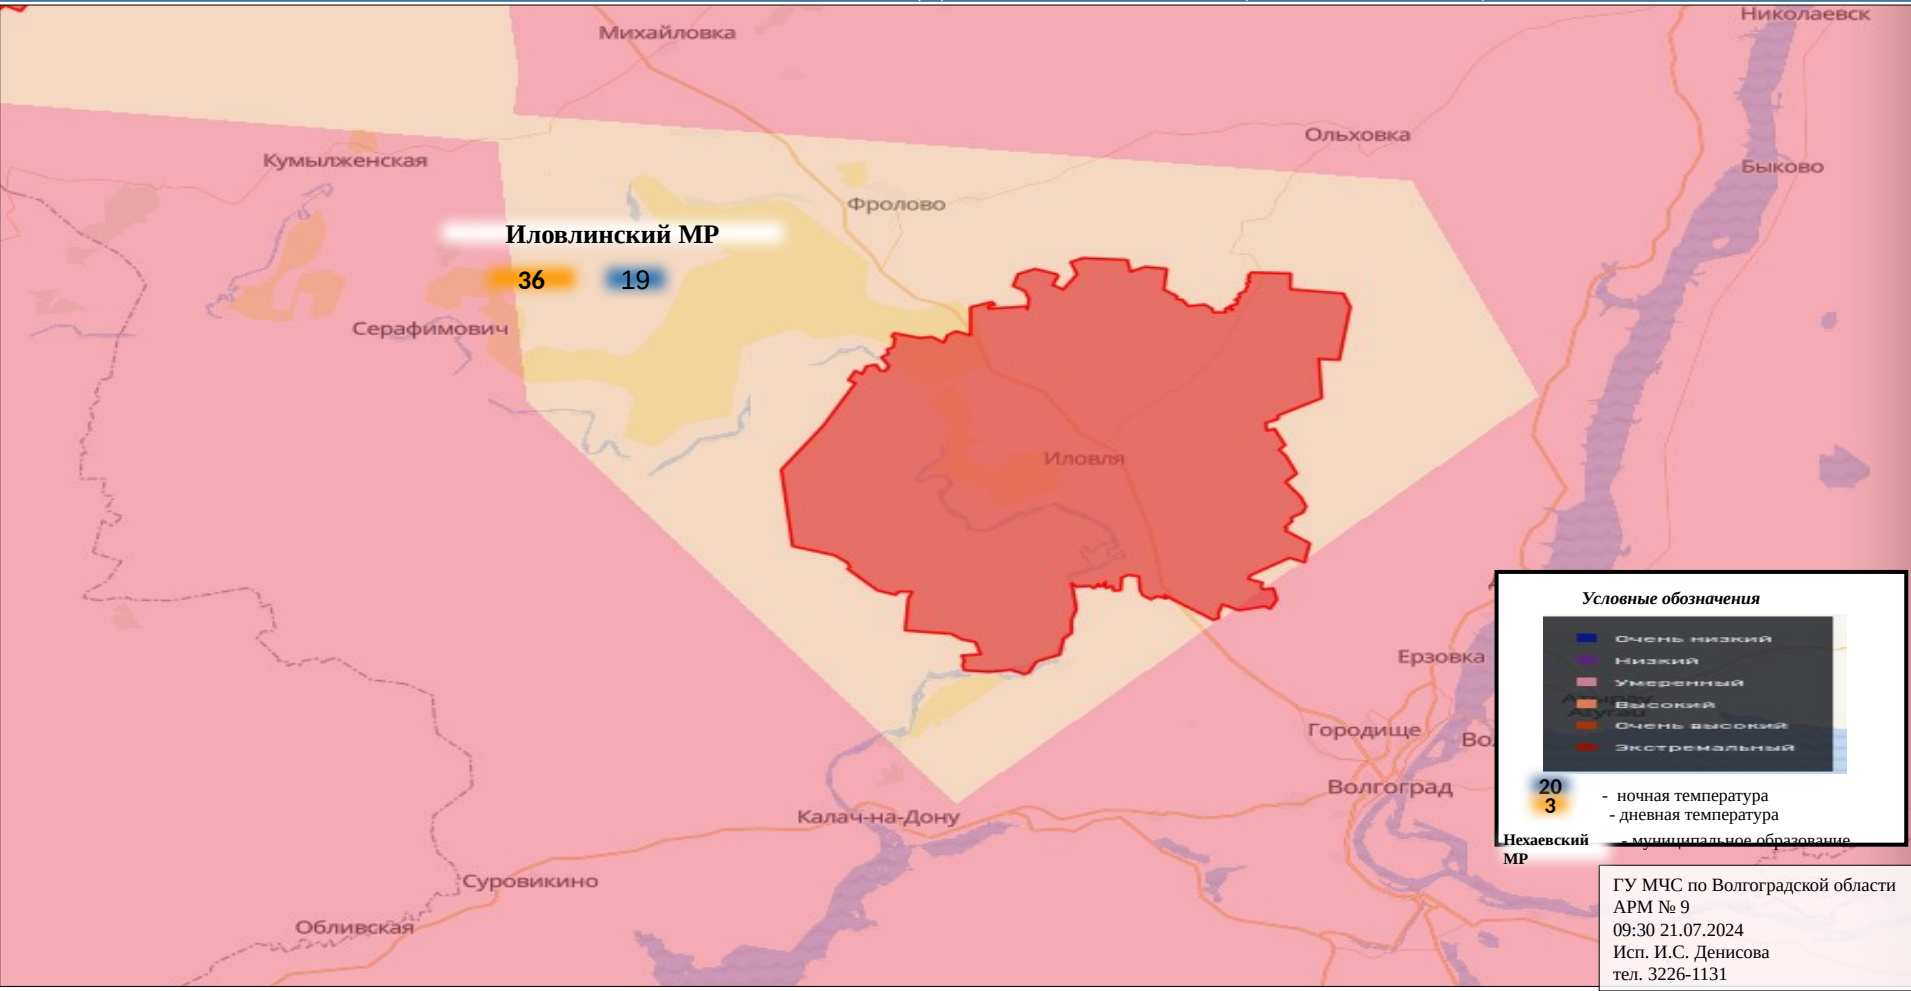 Николаевск
Михайловка
Ольховка
Кумылженская
Быково
Фролово
Иловлинский МР
36 19
Серафимович
Иловля
Ерзовка
Городище
Волгоград
Калач-на-Дону
Суровикино
Обливская
Условные обозначения
Очень низкий
Низкий
Умеренный
Высокий
Очень высокий
Экстремальный
20
3
- ночная температура
- дневная температура
Нехаевский
МР
- муниципальное образование
ГУ МЧС по Волгоградской области
АРМ № 9
09:30 21.07.2024
Исп. И.С. Денисова
тел. 3226-1131